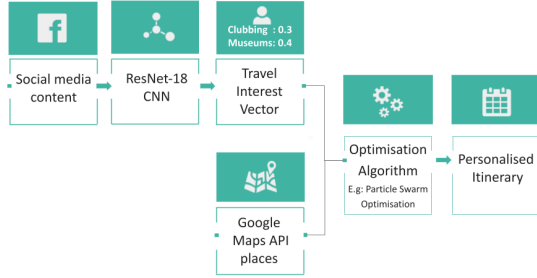 Clubbing : 0.3
Museums: 0.4
Social media
content
ResNet-18
CNN
Travel
Interest
Vector
Google
Maps API
places
Optimisation
Algorithm
E.g: Particle Swarm
Optimisation
Personalised
Itinerary